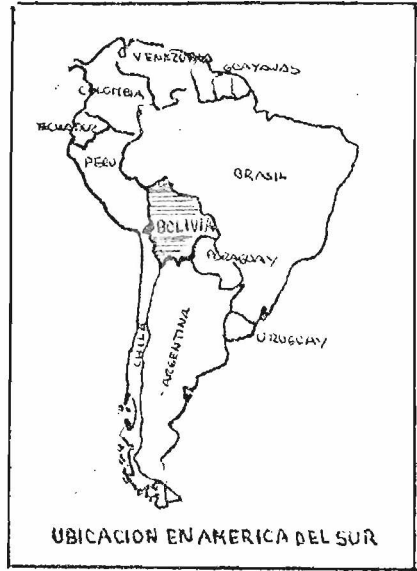 VENEZUELA
GUAYANAS
COLOMBIA
ECUADOR
PERU
BRASIL
BOLIVIA
PARAGUAY
CHILE
ARGENTINA
URUGUAY
UBICACION EN AMERICA DEL SUR